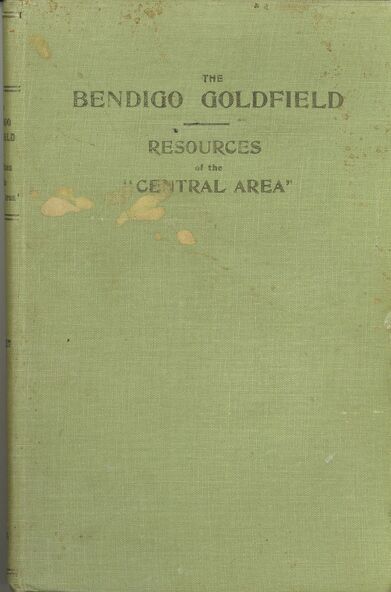 THE
BENDIGO GOLDFIELD
RESOURCES
of the
"CENTRAL AREA"